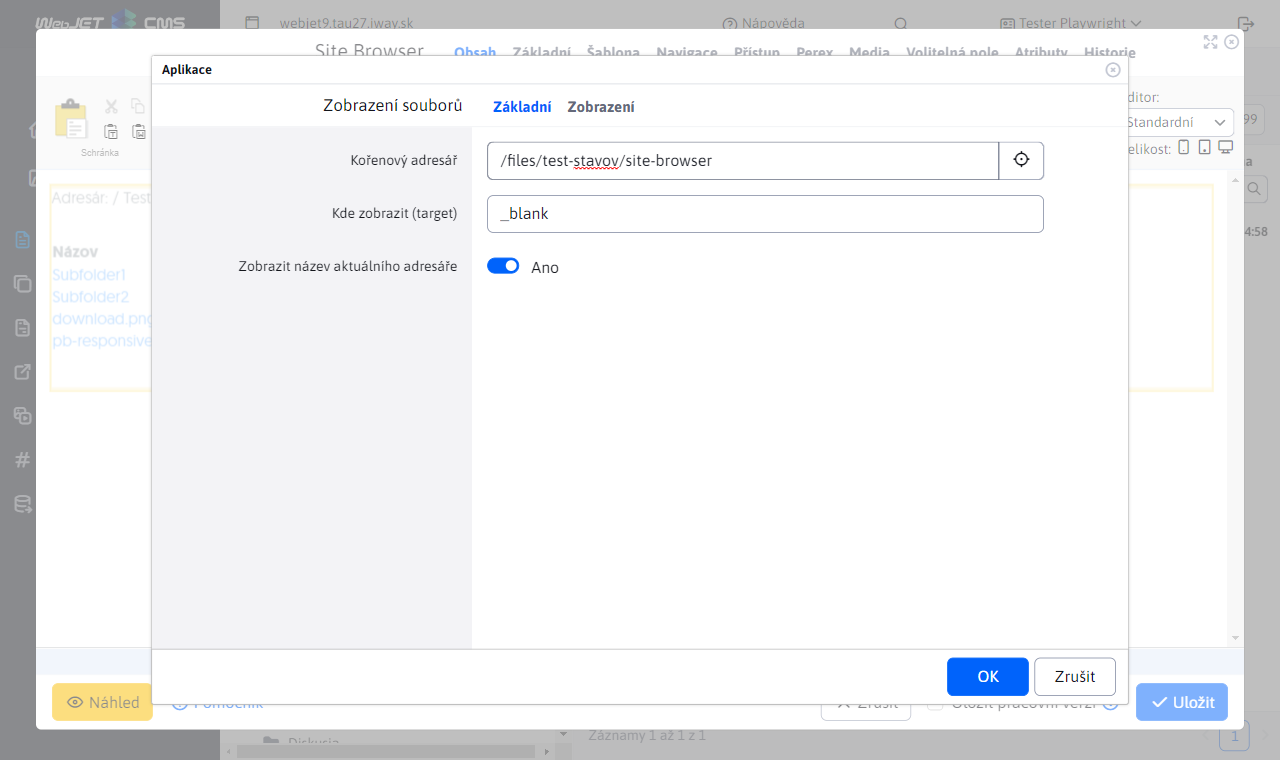 WebJET CMS
webjet9.tau27.iway.sk
Nápověda
Tester Playwright
Site Browser
Obsah
Základní
Šablona
Navigace
Přístup
Perex
Media
Volitelná pole
Atributy
Historie
Aplikace
Zobrazení souborů
Základní
Zobrazení
Schránka
ditor:
Standardní
99
elikost:
Kořenový adresář
/files/test-stavov/site-browser
Adresár: / Test
Kde zobrazit (target)
_blank
4:58
Názov
Zobrazit název aktuálního adresáře
Ano
Subfolder1
Subfolder2
download.png
pb-responsive
OK
Zrušit
Náhled
Pomocník
Zrušit
Uložit pracovní verzi
Uložit
Diskusia
Záznamy 1 až 1 z 1
1